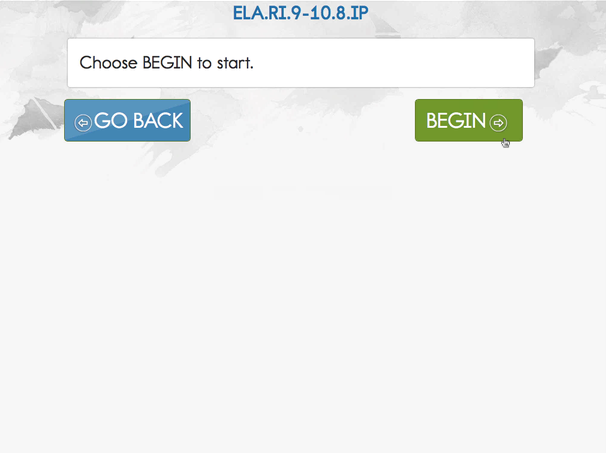 ELA.RI.9-10.8.IP
Choose BEGIN to start.
GO BACK
BEGIN